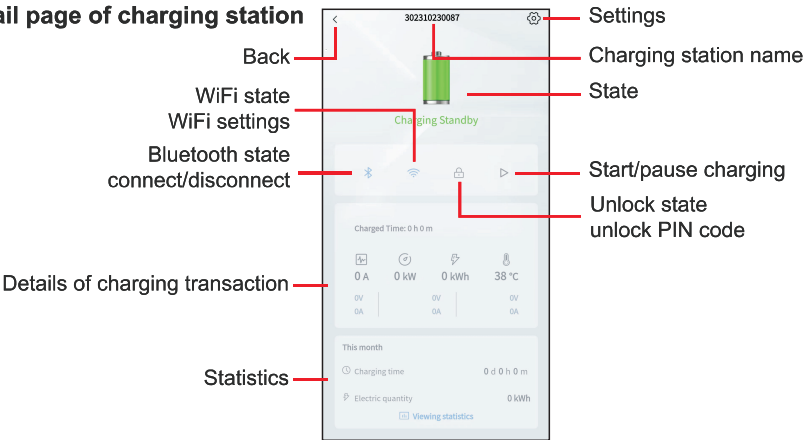 ail page of charging station
302310230087
Settings
Back
Charging station name
WiFi state
WiFi settings
State
Charging Standby
Bluetooth state
connect/disconnect
Start/pause charging
Unlock state
unlock PIN code
Charged Time: 0 h 0 m
Details of charging transaction
0 A 0 kW 0 kWh 38 °C
0V 0V 0V
0A 0A 0A
This month
Statistics
Charging time 0 d 0 h 0 m
Electric quantity 0 kWh
Viewing statistics